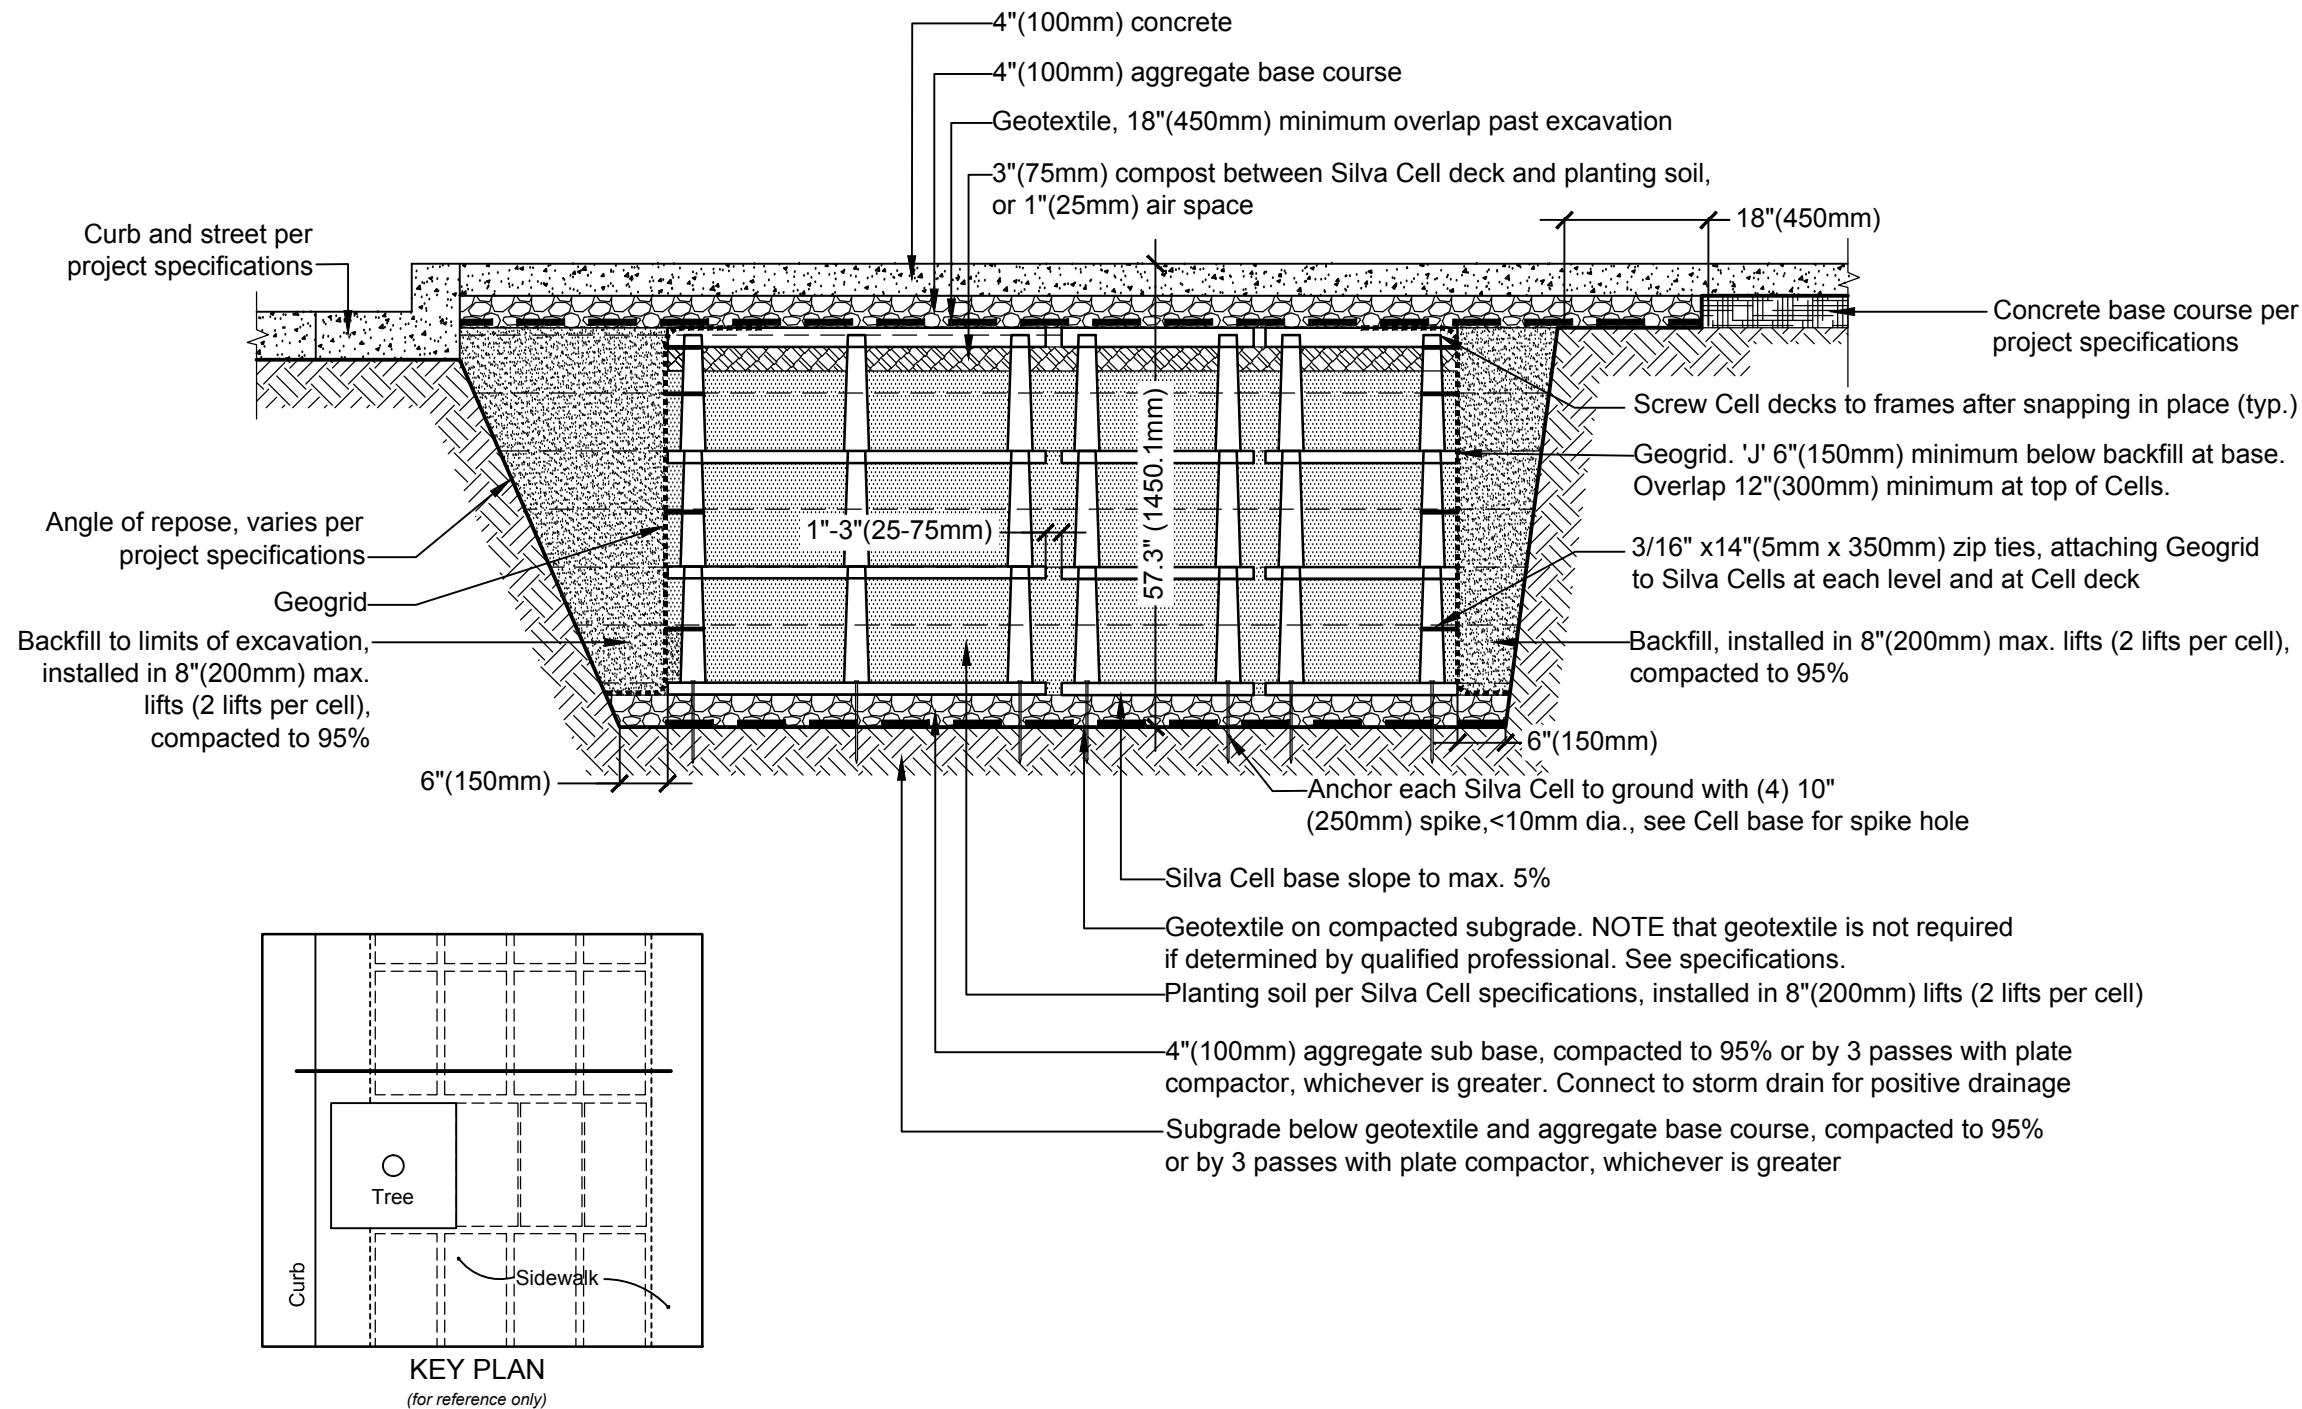 4"(100mm) concrete
4"(100mm) aggregate base course
Geotextile, 18"(450mm) minimum overlap past excavation
3"(75mm) compost between Silva Cell deck and planting soil,
or 1"(25mm) air space
18"(450mm)
Curb and street per
project specifications
Concrete base course per
project specifications
Screw Cell decks to frames after snapping in place (typ.)
Geogrid. 'J' 6"(150mm) minimum below backfill at base.
Overlap 12"(300mm) minimum at top of Cells.
57.3" (1450.1mm)
1"-3"(25-75mm)
Angle of repose, varies per
project specifications
3/16" x14"(5mm x 350mm) zip ties, attaching Geogrid
to Silva Cells at each level and at Cell deck
Geogrid
Backfill to limits of excavation,
installed in 8"(200mm) max.
lifts (2 lifts per cell),
compacted to 95%
Backfill, installed in 8"(200mm) max. lifts (2 lifts per cell),
compacted to 95%
6"(150mm)
6"(150mm)
Anchor each Silva Cell to ground with (4) 10"
(250mm) spike,<10mm dia., see Cell base for spike hole
Silva Cell base slope to max. 5%
Geotextile on compacted subgrade. NOTE that geotextile is not required
if determined by qualified professional. See specifications.
Planting soil per Silva Cell specifications, installed in 8"(200mm) lifts (2 lifts per cell)
4"(100mm) aggregate sub base, compacted to 95% or by 3 passes with plate
compactor, whichever is greater. Connect to storm drain for positive drainage
Subgrade below geotextile and aggregate base course, compacted to 95%
or by 3 passes with plate compactor, whichever is greater
Tree
Curb
Sidewalk
KEY PLAN
(for reference only)